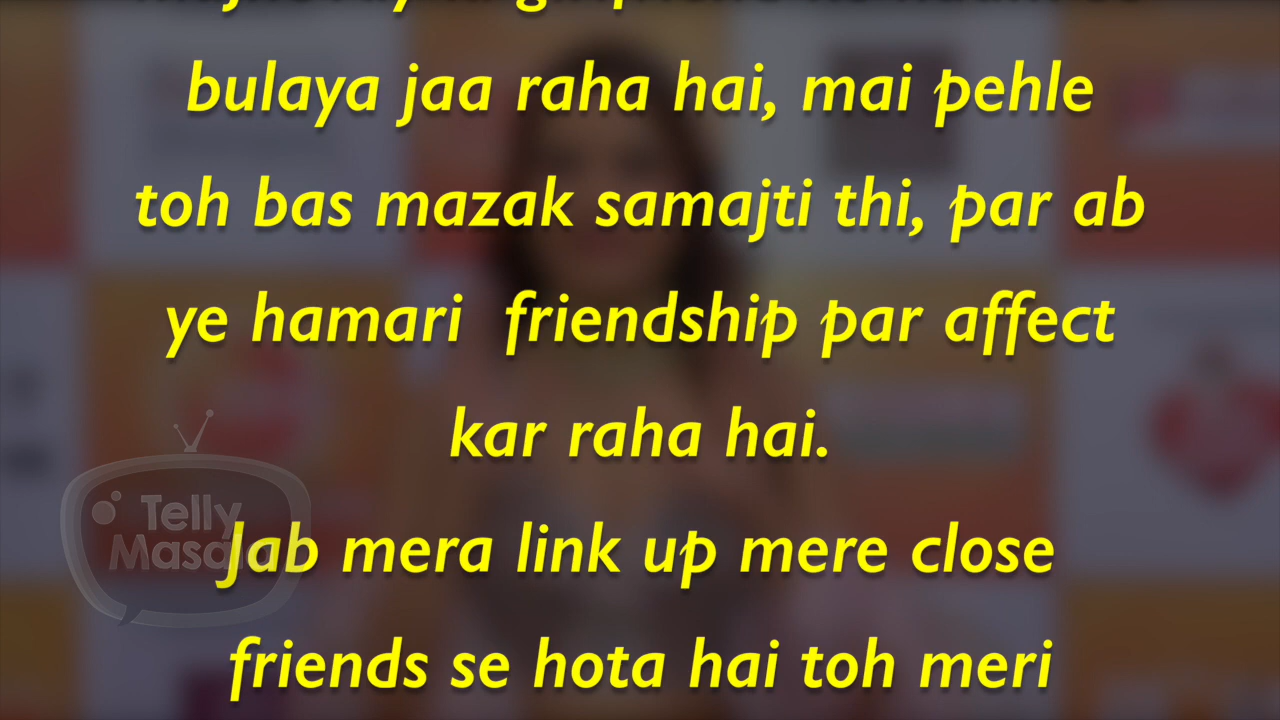 bulaya jaa raha hai, mai pehle
toh bas mazak samajti thi, par ab
ye hamari friendship par affect
kar raha hai.
Telly
Masala
Jab mera link up mere close
friends se hota hai toh meri